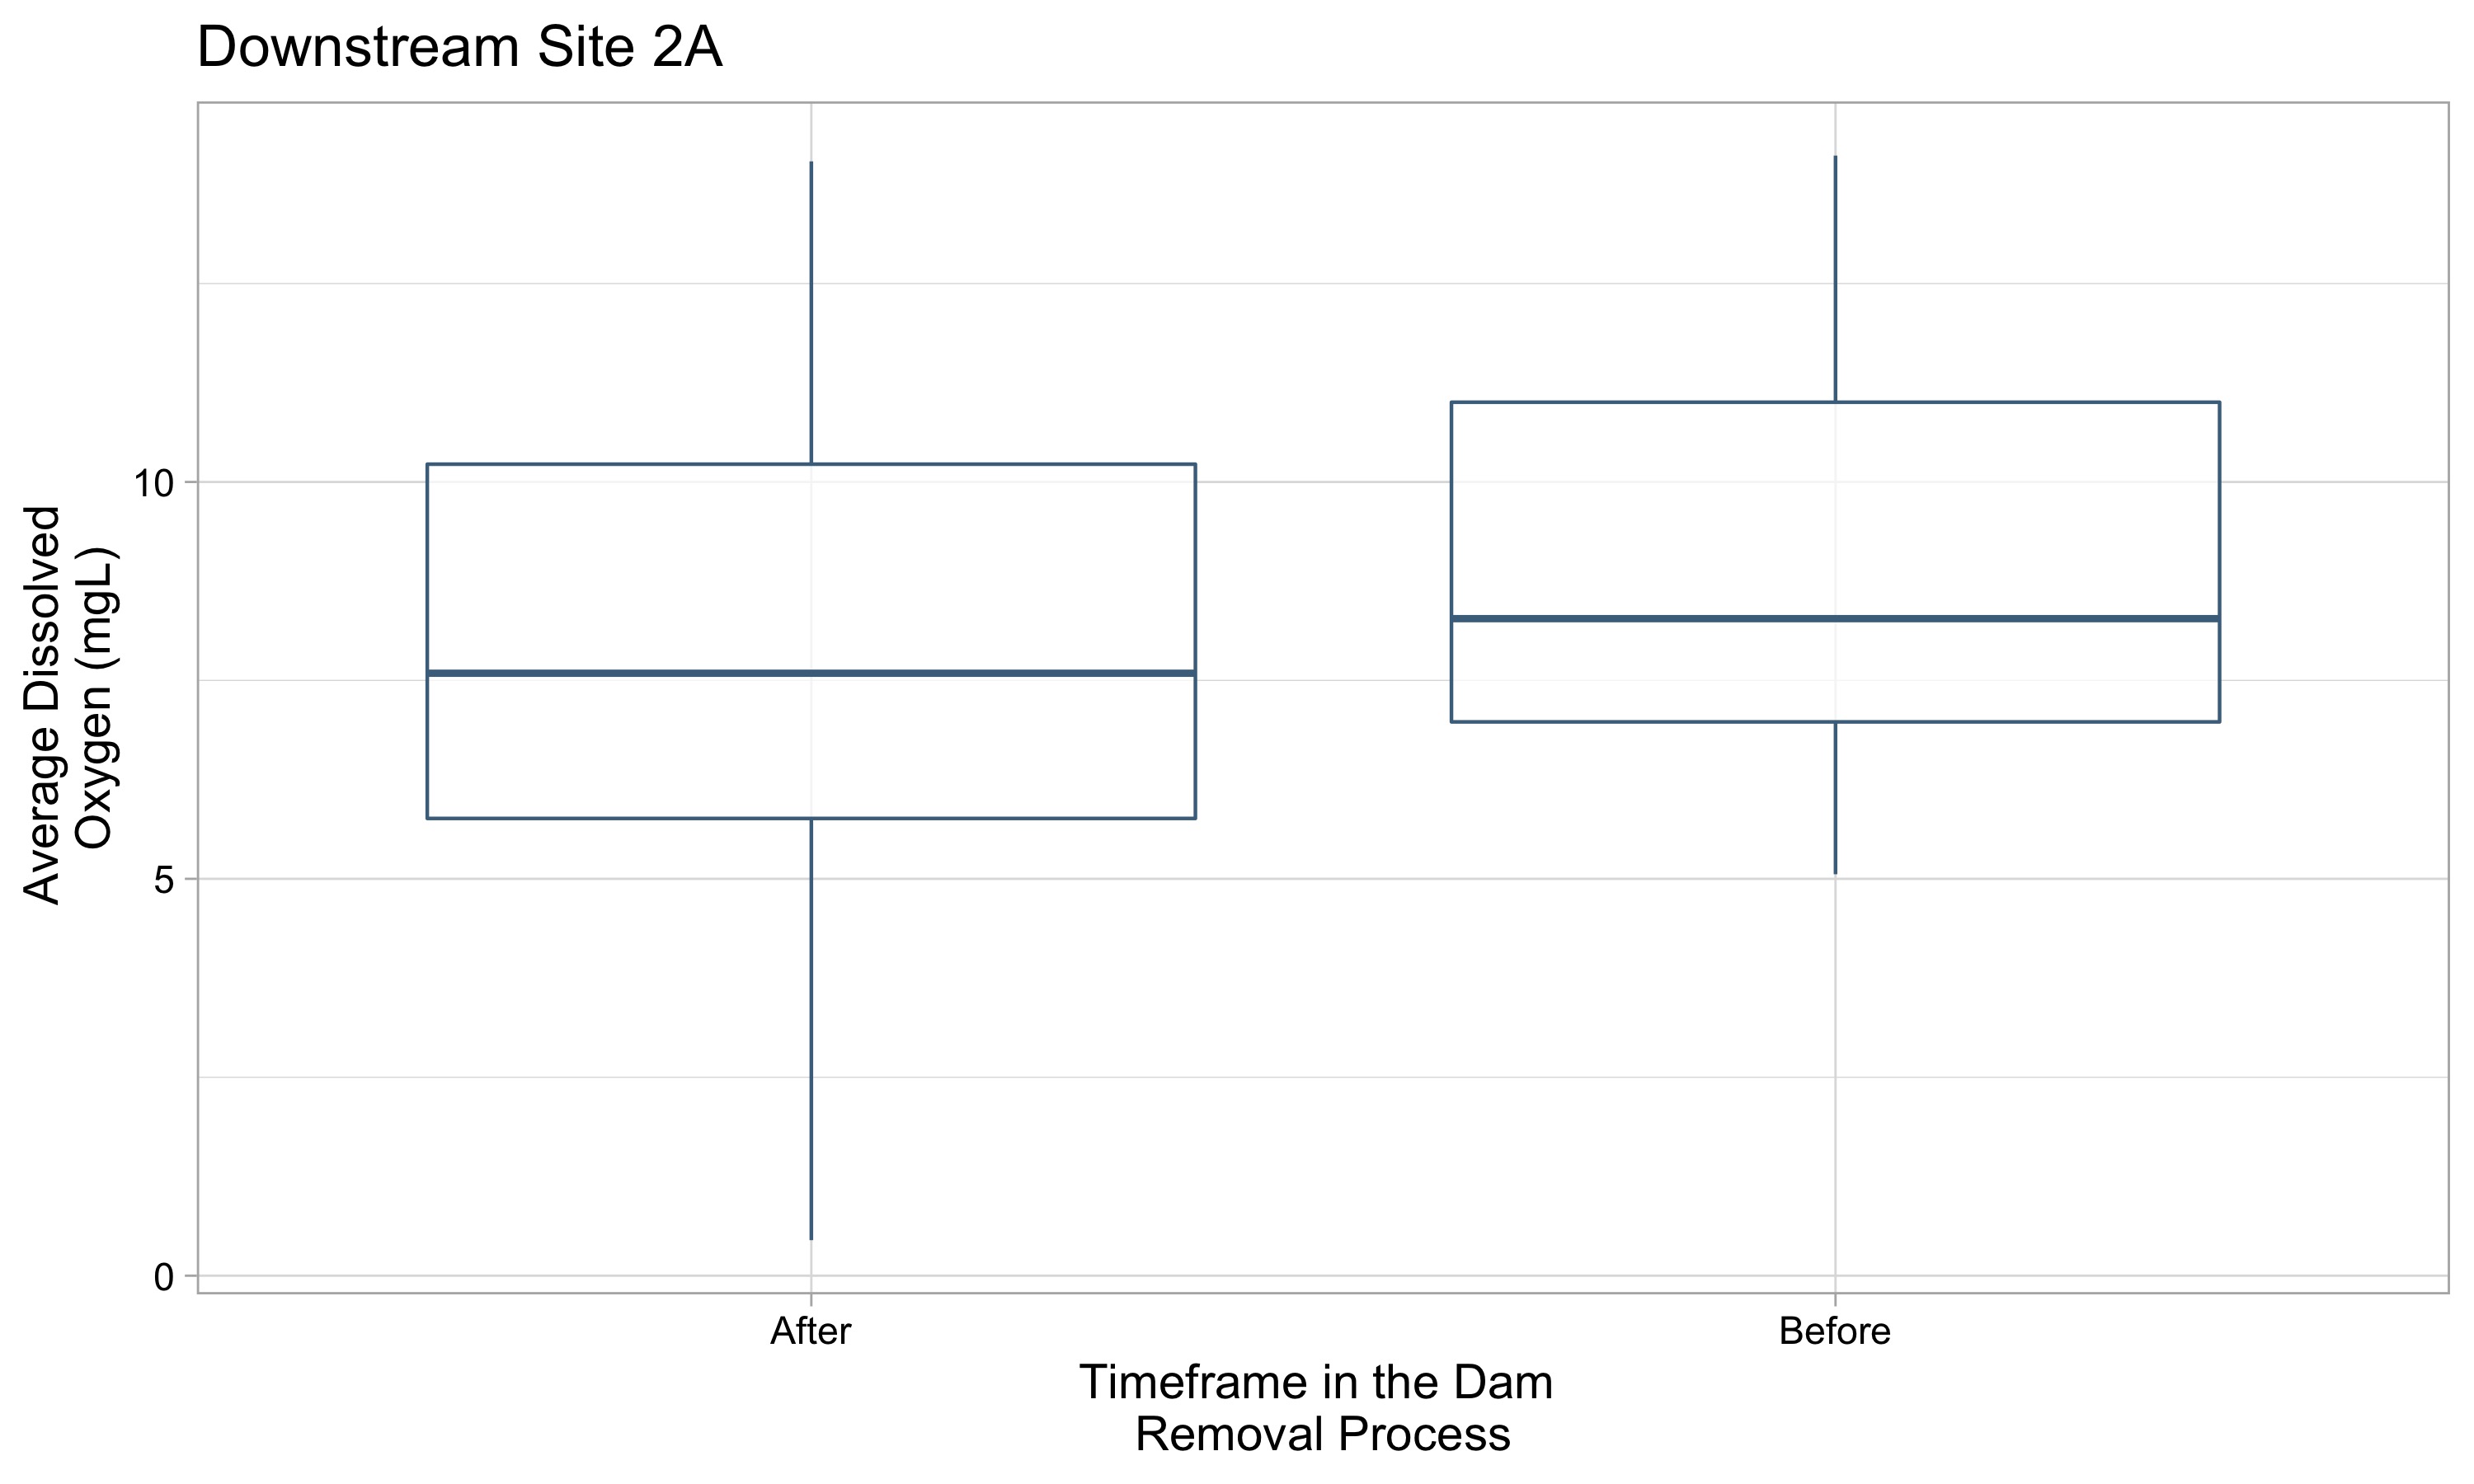 Downstream Site 2A
Average Dissolved
Oxygen (mgL)
10
5
0
After
Before
Timeframe in the Dam
Removal Process